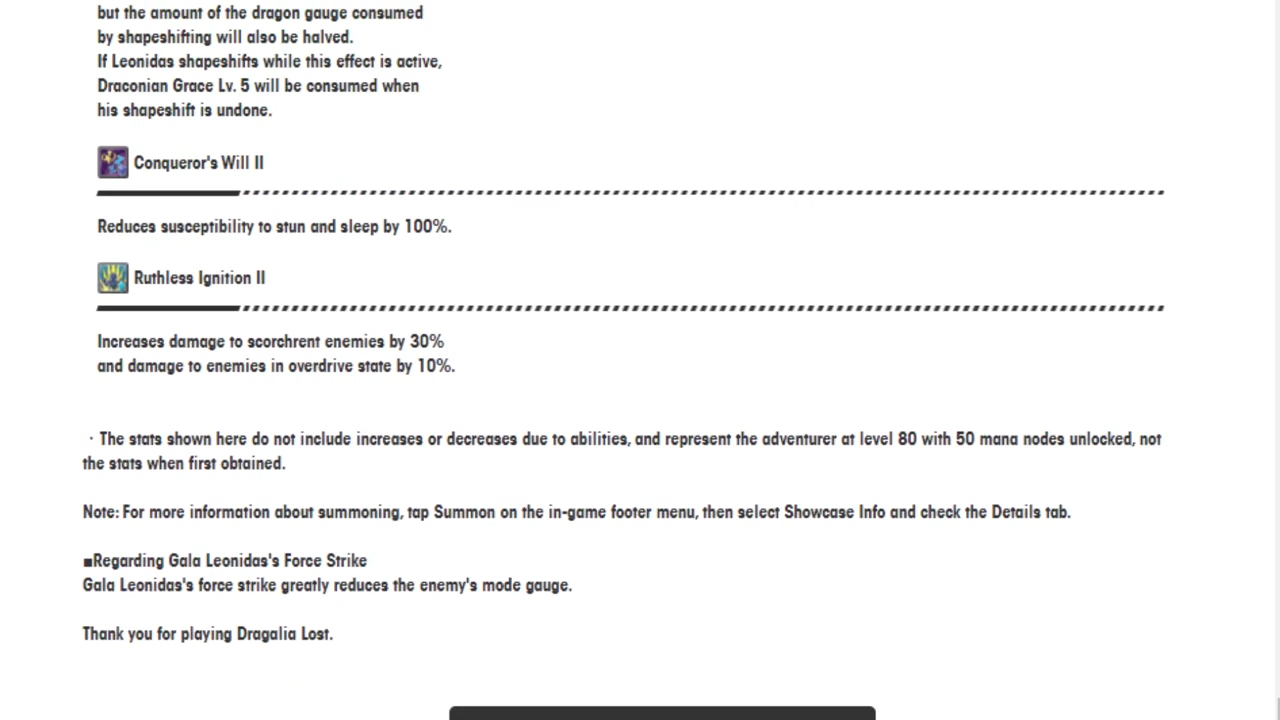 but the amount of the dragon gauge consumed
by shapeshifting will also be halved.
If Leonidas shapeshifts while this effect is active,
Draconian Grace Lv. 5 will be consumed when
his shapeshift is undone.
Conqueror's Will II
Reduces susceptibility to stun and sleep by 100%.
Ruthless Ignition II
Increases damage to scorchrent enemies by 30%
and damage to enemies in overdrive state by 10%.
· The stats shown here do not include increases or decreases due to abilities, and represent the adventurer at level 80 with 50 mana nodes unlocked, not
the stats when first obtained.
Note: For more information about summoning, tap Summon on the in-game footer menu, then select Showcase Info and check the Details tab.
■Regarding Gala Leonidas's Force Strike
Gala Leonidas's force strike greatly reduces the enemy's mode gauge.
Thank you for playing Dragalia Lost.